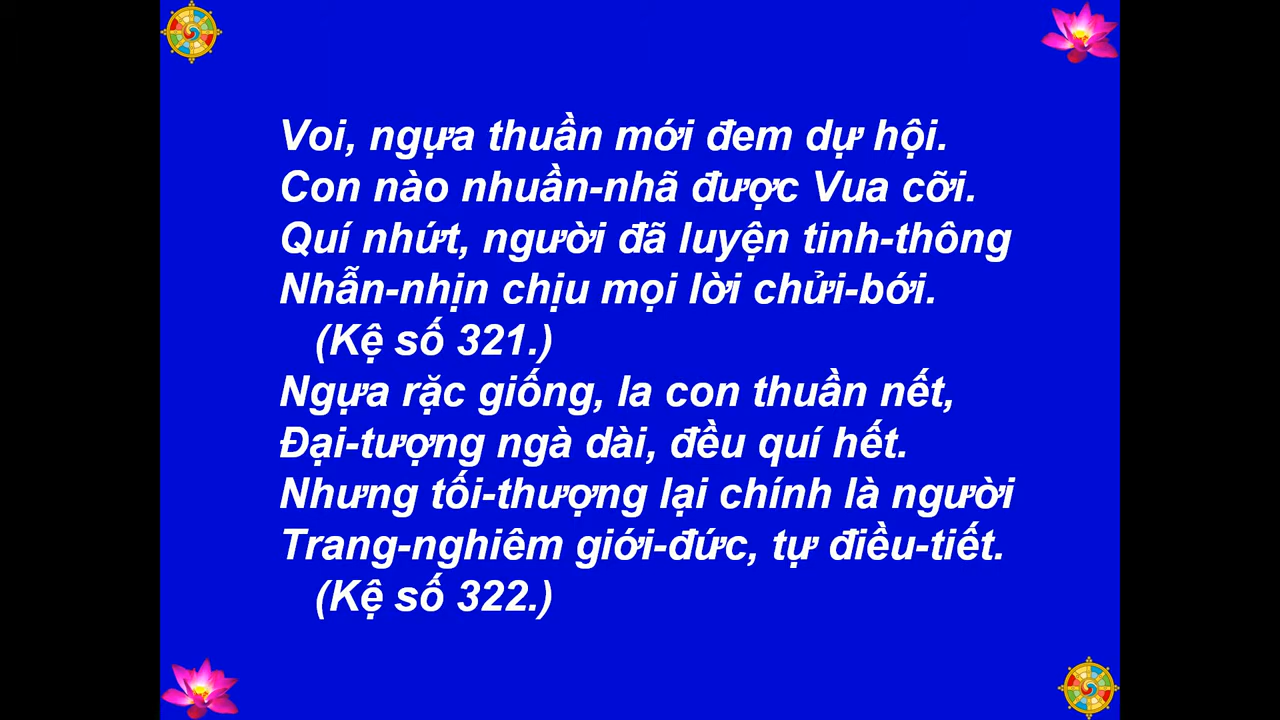 Voi, ngựa thuần mới đem dự hội.
Con nào nhuần-nhã được Vua cỡi.
Quí nhứt, người đã luyện tinh-thông
Nhẫn-nhịn chịu mọi lời chửi-bới.
(Kệ số 321.)
Ngựa rặc giống, la con thuần nết,
Đại-tượng ngà dài, đều quí hết.
Nhưng tối-thượng lại chính là người
Trang-nghiêm giới-đức, tự điều-tiết.
(Kệ số 322.)